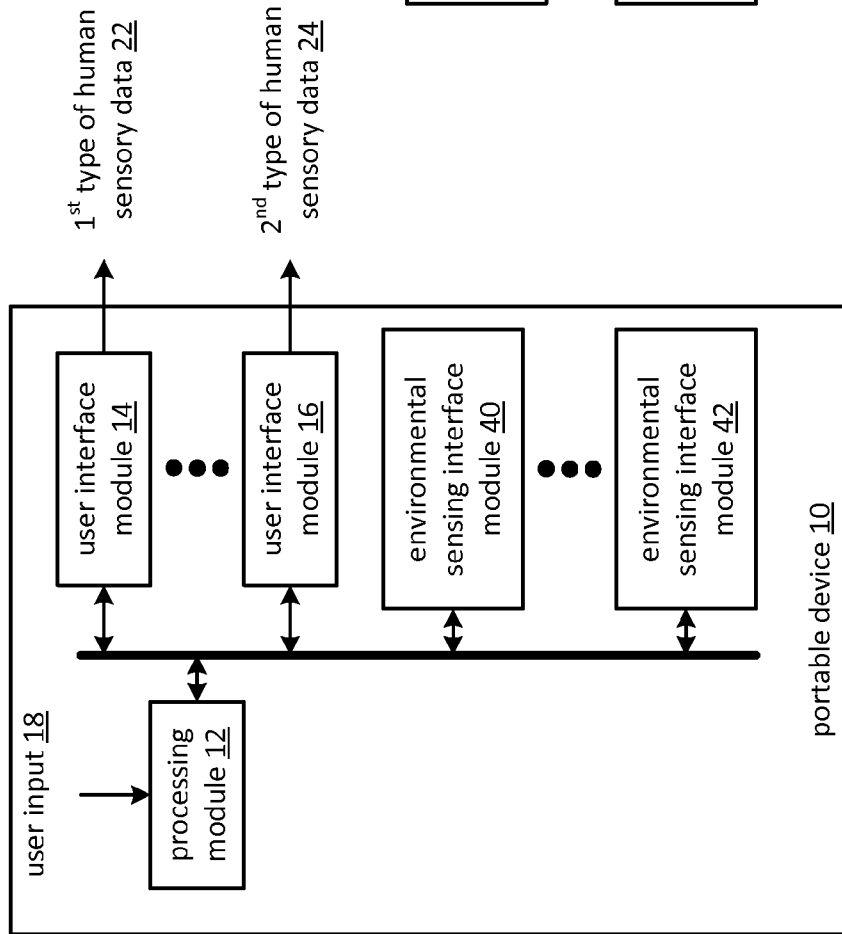 user input 18
processing
module 12
user interface
module 14
1st type of human
sensory data 22
user interface
module 16
2nd type of human
sensory data 24
environmental
sensing interface
module 40
environmental
sensing interface
module 42
portable device 10